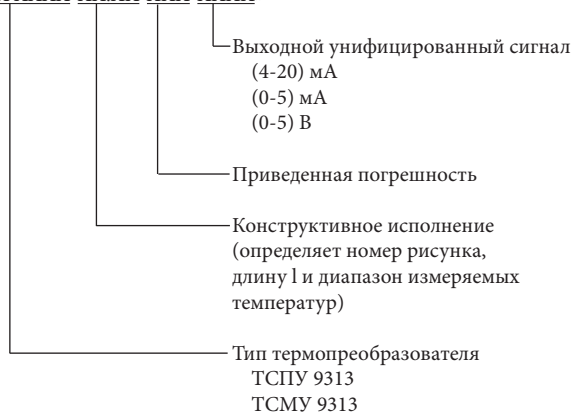 Выходной унифицированный сигнал
(4-20) мА
(0-5) мА
(0-5) В
Приведенная погрешность
Конструктивное исполнение
(определяет номер рисунка,
длину l и диапазон измеряемых
температур)
Тип термопреобразователя
ТСПУ 9313
ТСМУ 9313